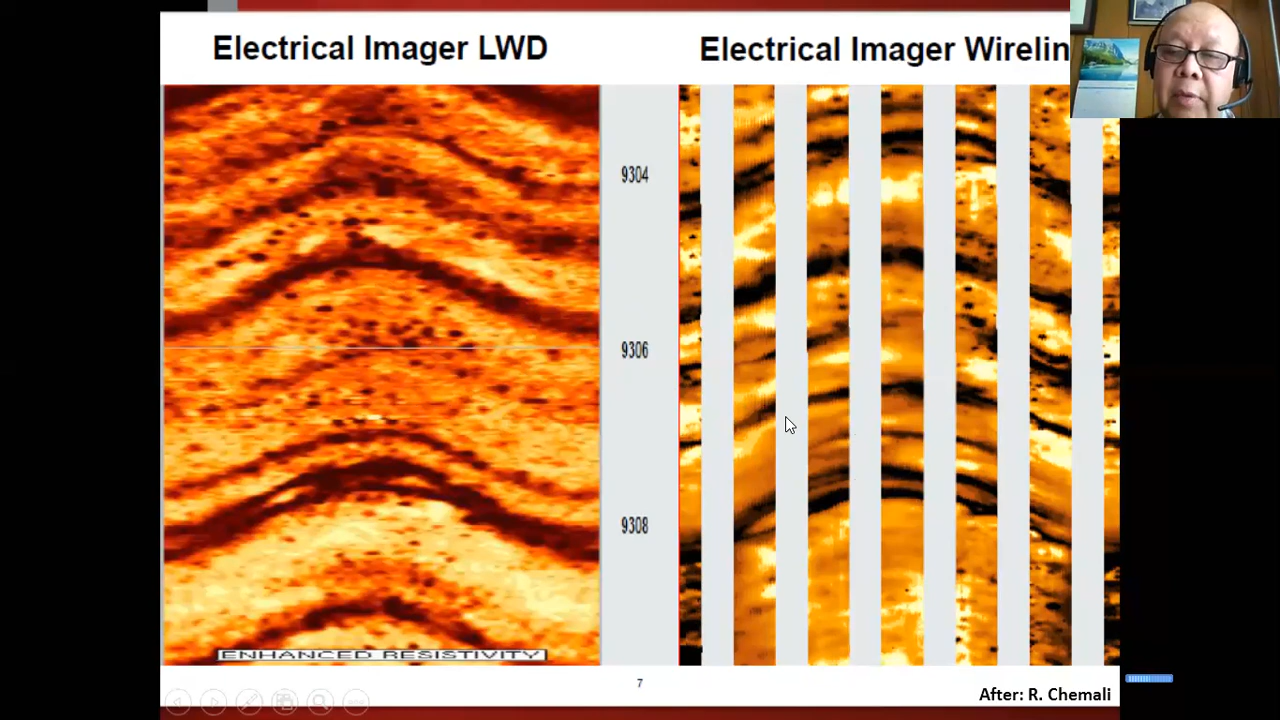 Electrical Imager LWD
Electrical Imager Wirelin
9304
9306
9308
ENHANCED RESISTIVITY
7
After: R. Chemali